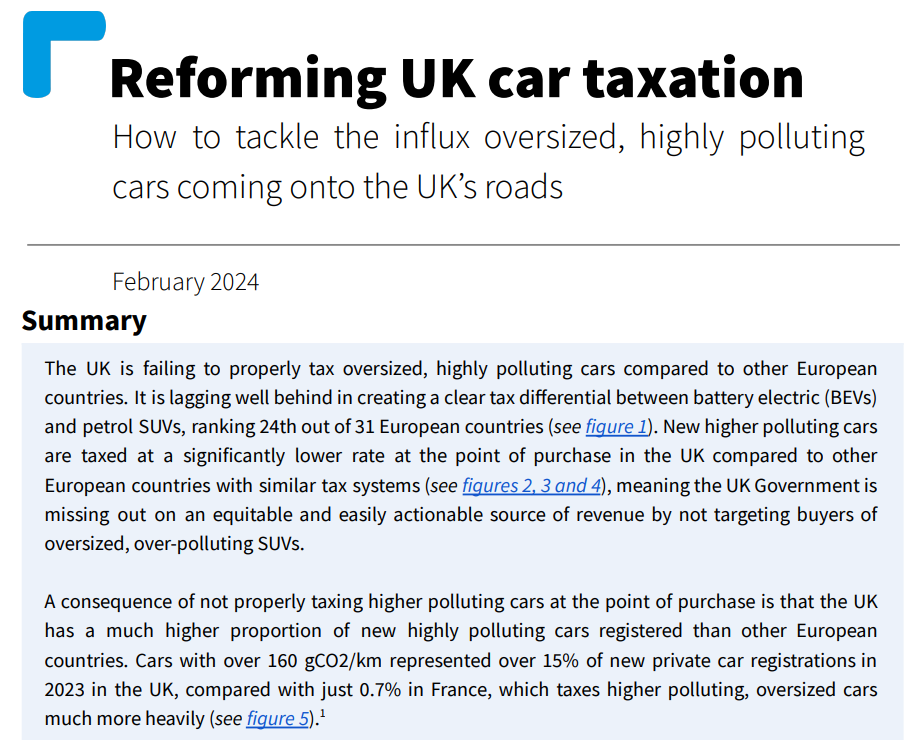 Reforming UK car taxation
How to tackle the influx oversized, highly polluting
cars coming onto the UK's roads
February 2024
Summary
The UK is failing to properly tax oversized, highly polluting cars compared to other European
countries. It is lagging well behind in creating a clear tax differential between battery electric (BEVs)
and petrol SUVs, ranking 24th out of 31 European countries (see figure 1). New higher polluting cars
are taxed at a significantly lower rate at the point of purchase in the UK compared to other
European countries with similar tax systems (see figures 2, 3 and 4), meaning the UK Government is
missing out on an equitable and easily actionable source of revenue by not targeting buyers of
oversized, over-polluting SUVs.
A consequence of not properly taxing higher polluting cars at the point of purchase is that the UK
has a much higher proportion of new highly polluting cars registered than other European
countries. Cars with over 160 gCO2/km represented over 15% of new private car registrations in
2023 in the UK, compared with just 0.7% in France, which taxes higher polluting, oversized cars
much more heavily (see figure 5).¹